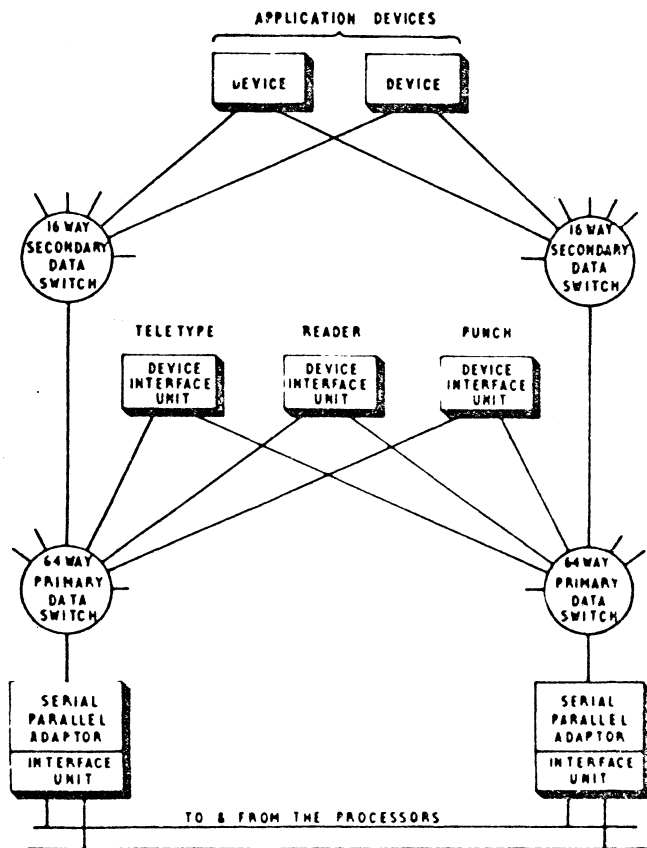 APPLICATION DEVICES
DEVICE
DEVICE
16 WAY
SECONDARY
DATA
SWITCH
16 WAY
SECONDARY
DATA
SWITCH
TELETYPE
READER
PUNCH
DEVICE
INTERFACE
UNIT
DEVICE
INTERFACE
UNIT
DEVICE
INTERFACE
UNIT
64 WAY
PRIMARY
DATA
SWITCH
64 WAY
PRIMARY
DATA
SWITCH
SERIAL
PARALLEL
ADAPTOR
INTERFACE
UNIT
SERIAL
PARALLEL
ADAPTOR
INTERFACE
UNIT
TO & FROM THE PROCESSORS